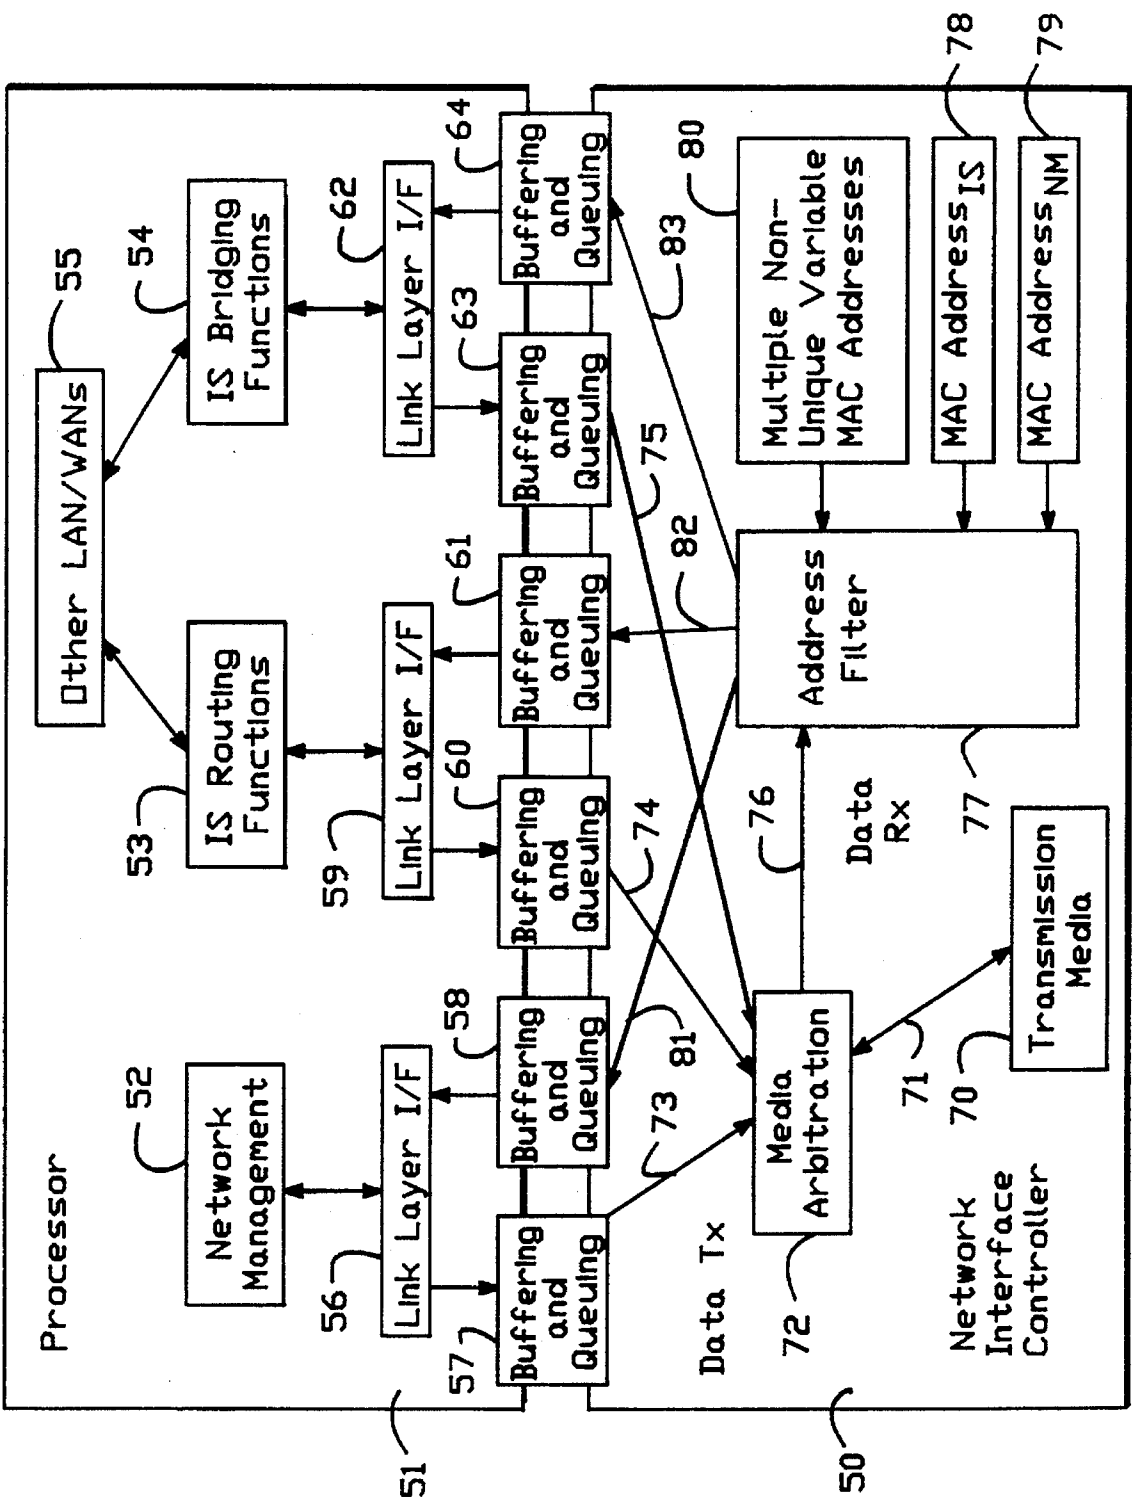 Processor
Other LAN/WANs
55
52
Network
Management
53
IS Routing
Functions
54
IS Bridging
Functions
56
Link Layer I/F
59
Link Layer I/F
62
Link Layer I/F
51
57
Buffering
and
Queuing
58
Buffering
and
Queuing
60
Buffering
and
Queuing
61
Buffering
and
Queuing
63
Buffering
and
Queuing
64
Buffering
and
Queuing
73
81
74
82
75
83
Data Tx
72
Media
Arbitration
76
Data
Rx
Address
Filter
77
80
Multiple Non-
Unique Variable
MAC Addresses
MAC Address IS
78
MAC Address NM
79
71
70
Transmission
Media
Network
Interface
Controller
50